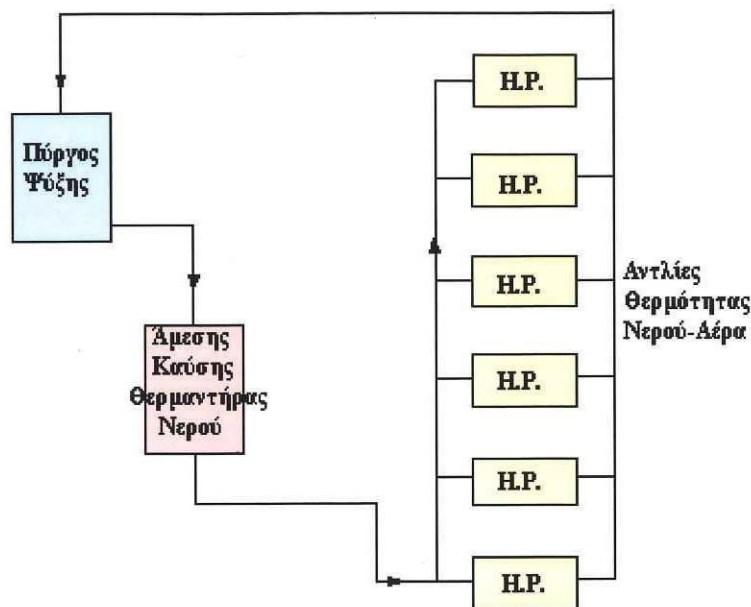 H.P.
Πύργος
Ψύξης
H.P.
H.P.
Αντλίες
Θερμότητας
Νερού-Αέρα
Άμεσης
Καύσης
Θερμαντήρας
Νερού
H.P.
H.P.
H.P.